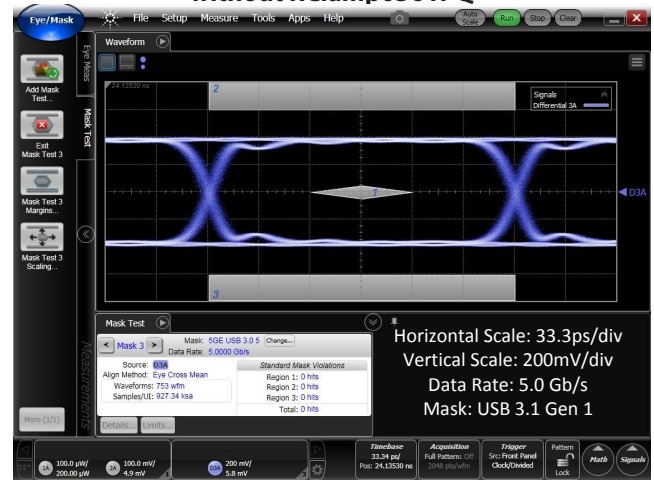 Eye/Mask
File Setup Measure Tools Apps Help
Auto Scale
Run
Stop
Clear
Waveform
Eye Meas
Mask Test
Add Mask Test...
Exit Mask Test 3
Mask Test 3 Margins...
Mask Test 3 Scaling...
More (1/1)
Measurements
24.13530 ns
2
Signals
Differential 3A
1
D3A
3
Mask Test
Mask 3
Mask: 5GE USB 3.0 5 Change...
Data Rate: 5.0000 Gb/s
Source: D3A
Align Method: Eye Cross Mean
Waveforms: 753 wfm
Samples/UI: 927.34 ksa
Standard Mask Violations
Region 1: 0 hits
Region 2: 0 hits
Region 3: 0 hits
Total: 0 hits
Details...
Limits...
Horizontal Scale: 33.3ps/div
Vertical Scale: 200mV/div
Data Rate: 5.0 Gb/s
Mask: USB 3.1 Gen 1
1A 100.0 µW/
200.00 µW
2A 100.0 mV/
4.9 mV
D3A 200 mV/
5.8 mV
Timebase
33.34 ps/
Pos: 24.13530 ns
Acquisition
Full Pattern: Off
2048 pts/wfm
Trigger
Src: Front Panel
Clock/Divided
Pattern
Lock
Math
Signals